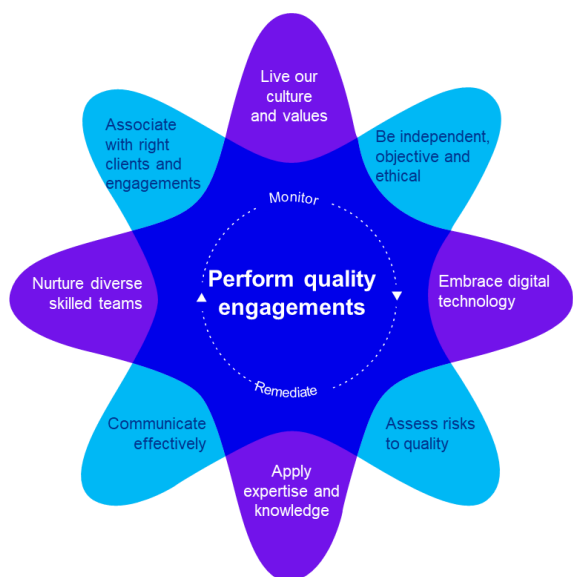 Live our
culture
and values
Be independent,
objective and
ethical
Embrace digital
technology
Assess risks
to quality
Apply
expertise and
knowledge
Communicate
effectively
Nurture diverse
skilled teams
Associate
with right
clients and
engagements
Monitor
Perform quality
engagements
Remediate